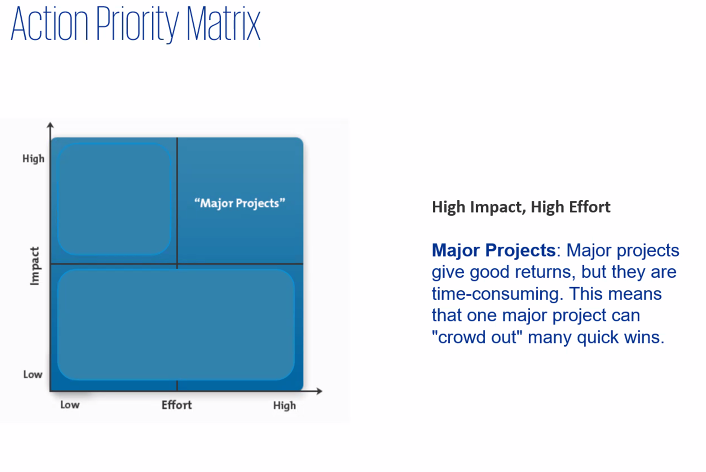 Action Priority Matrix
High
"Major Projects"
Impact
Low
Low
Effort
High
High Impact, High Effort
Major Projects: Major projects
give good returns, but they are
time-consuming. This means
that one major project can
"crowd out" many quick wins.